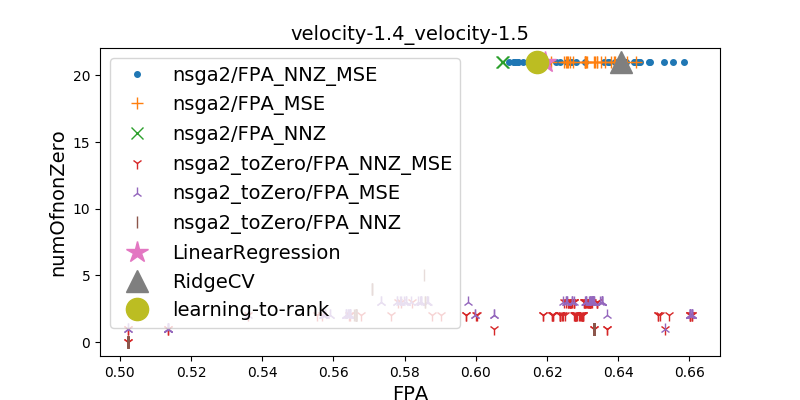 velocity-1.4_velocity-1.5
numOfnonZero
20
15
10
5
0
nsga2/FPA_NNZ_MSE
nsga2/FPA_MSE
nsga2/FPA_NNZ
nsga2_toZero/FPA_NNZ_MSE
nsga2_toZero/FPA_MSE
nsga2_toZero/FPA_NNZ
LinearRegression
RidgeCV
learning-to-rank
0.50 0.52 0.54 0.56 0.58 0.60 0.62 0.64 0.66
FPA